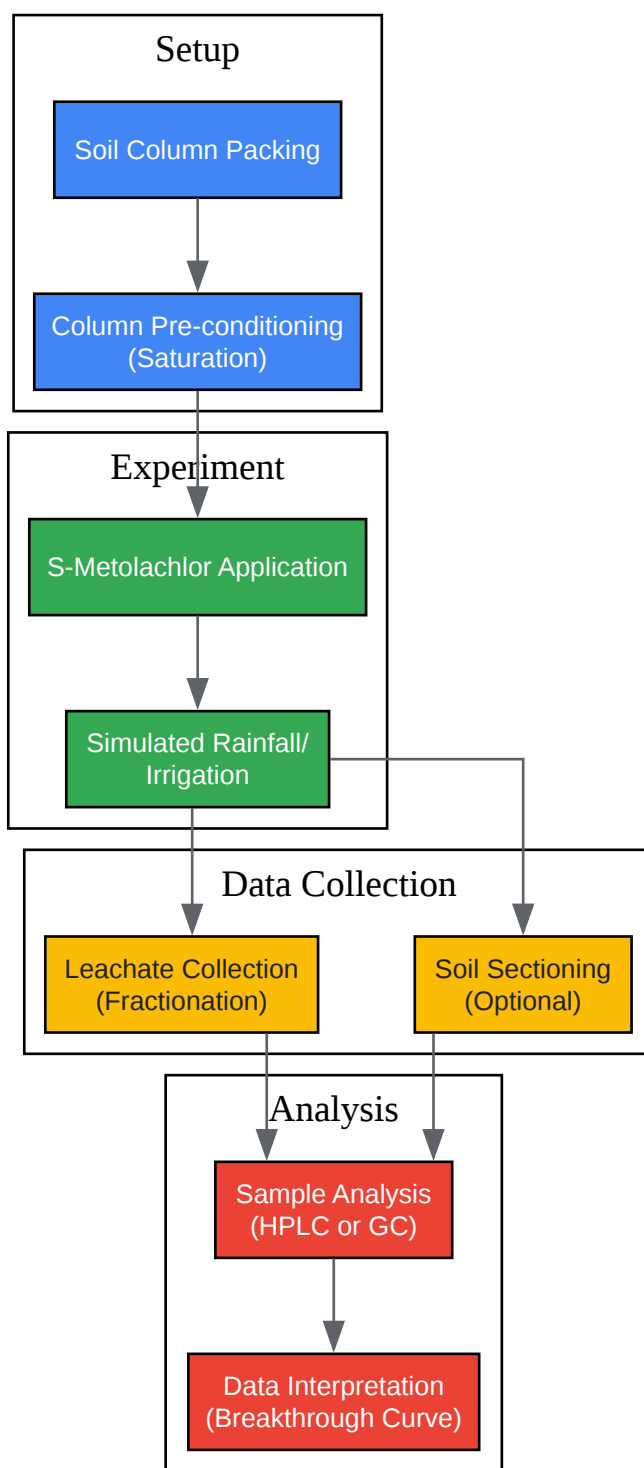 Setup
Soil Column Packing
Column Pre-conditioning
(Saturation)
Experiment
S-Metolachlor Application
Simulated Rainfall/
Irrigation
Data Collection
Leachate Collection
(Fractionation)
Soil Sectioning
(Optional)
Analysis
Sample Analysis
(HPLC or GC)
Data Interpretation
(Breakthrough Curve)